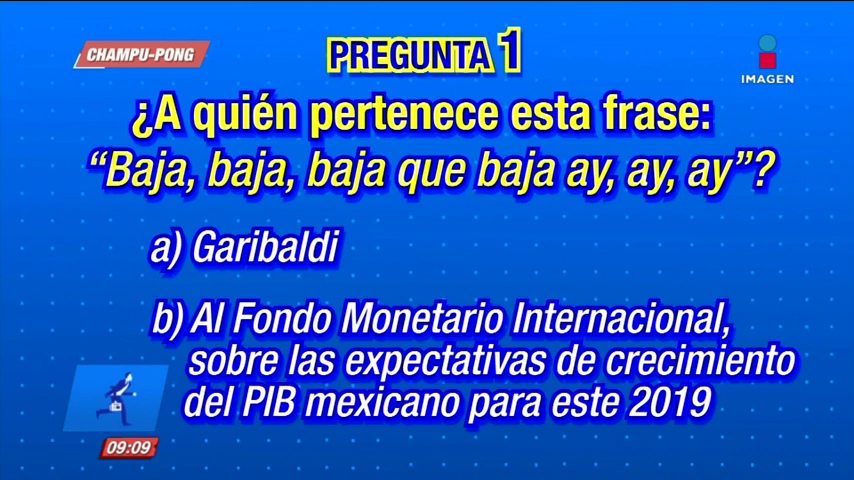 CHAMPU-PONG
PREGUNTA 1
IMAGEN
¿A quién pertenece esta frase:
“Baja, baja, baja que baja ay, ay, ay”?
a) Garibaldi
b) Al Fondo Monetario Internacional,
sobre las expectativas de crecimiento
del PIB mexicano para este 2019
09:09